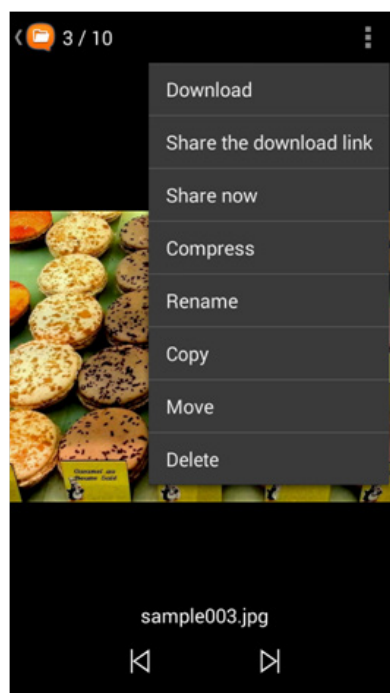 3 / 10
Download
Share the download link
Share now
Compress
Rename
Copy
Move
Delete
sample003.jpg